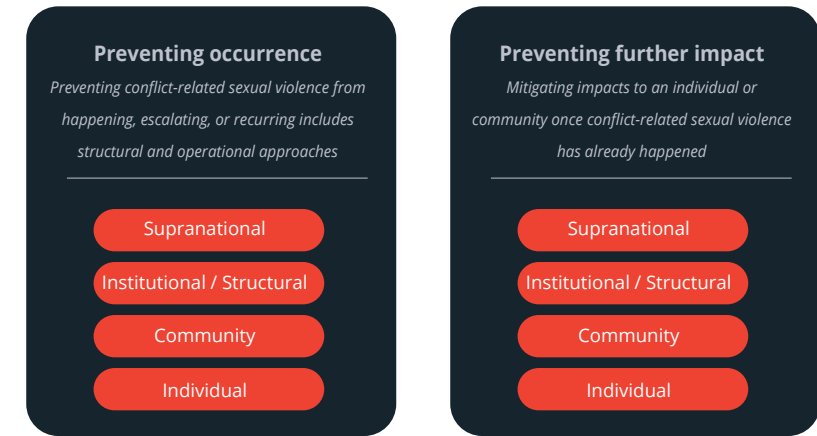 Preventing occurrence
Preventing conflict-related sexual violence from
happening, escalating, or recurring includes
structural and operational approaches
Supranational
Institutional / Structural
Community
Individual
Preventing further impact
Mitigating impacts to an individual or
community once conflict-related sexual violence
has already happened
Supranational
Institutional / Structural
Community
Individual